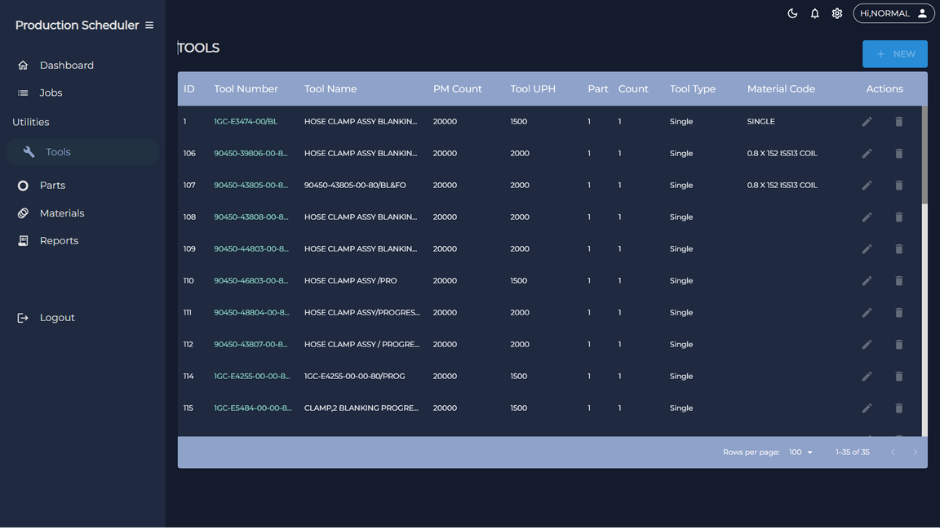 Production Scheduler
Hi,NORMAL
Dashboard
Jobs
Utilities
Tools
Parts
Materials
Reports
Logout
TOOLS
+ NEW
ID Tool Number Tool Name PM Count Tool UPH Part Count Tool Type Material Code Actions
1 1GC-E3474-00/BL HOSE CLAMP ASSY BLANKIN... 20000 1500 1 1 Single SINGLE
106 90450-39806-00-8... HOSE CLAMP ASSY BLANKIN... 20000 2000 1 1 Single 0.8 X 152 IS513 COIL
107 90450-43805-00-8... 90450-43805-00-80/BL&FO 20000 2000 1 1 Single 0.8 X 152 IS513 COIL
108 90450-43808-00-8... HOSE CLAMP ASSY BLANKIN... 20000 2000 1 1 Single
109 90450-44803-00-8... HOSE CLAMP ASSY BLANKIN... 20000 2000 1 1 Single
110 90450-46803-00-8... HOSE CLAMP ASSY /PRO 20000 1500 1 1 Single
111 90450-48804-00-8... HOSE CLAMP ASSY/PROGRES... 20000 2000 1 1 Single
112 90450-43807-00-8... HOSE CLAMP ASSY / PROGRE... 20000 2000 1 1 Single
114 1GC-E4255-00-00-8... 1GC-E4255-00-00-80/PROG 20000 1500 1 1 Single
115 1GC-E5484-00-00-8... CLAMP,2 BLANKING PROGRE... 20000 1500 1 1 Single
Rows per page: 100 1–35 of 35